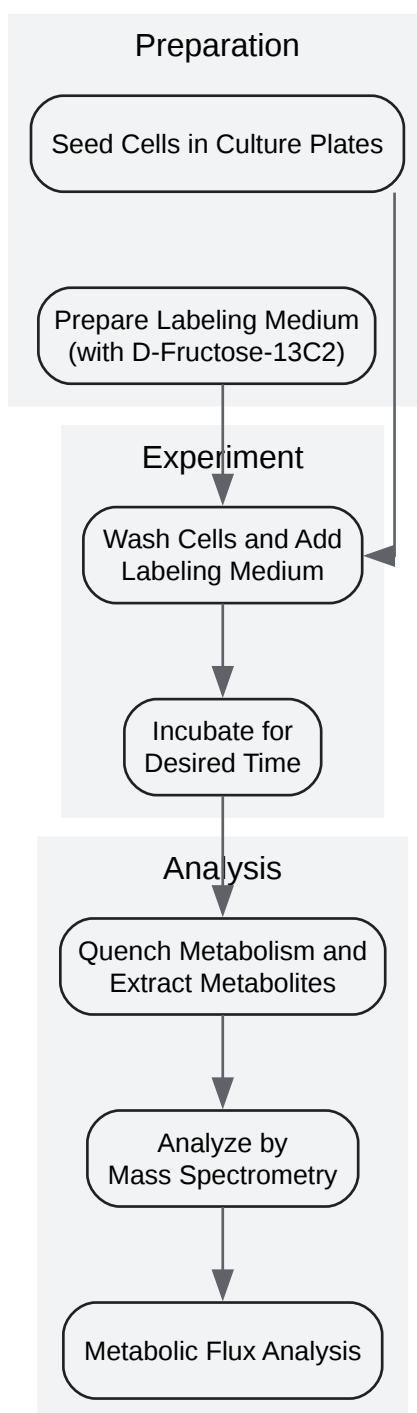 Preparation
Seed Cells in Culture Plates
Prepare Labeling Medium
(with D-Fructose-13C2)
Experiment
Wash Cells and Add
Labeling Medium
Incubate for
Desired Time
Analysis
Quench Metabolism and
Extract Metabolites
Analyze by
Mass Spectrometry
Metabolic Flux Analysis